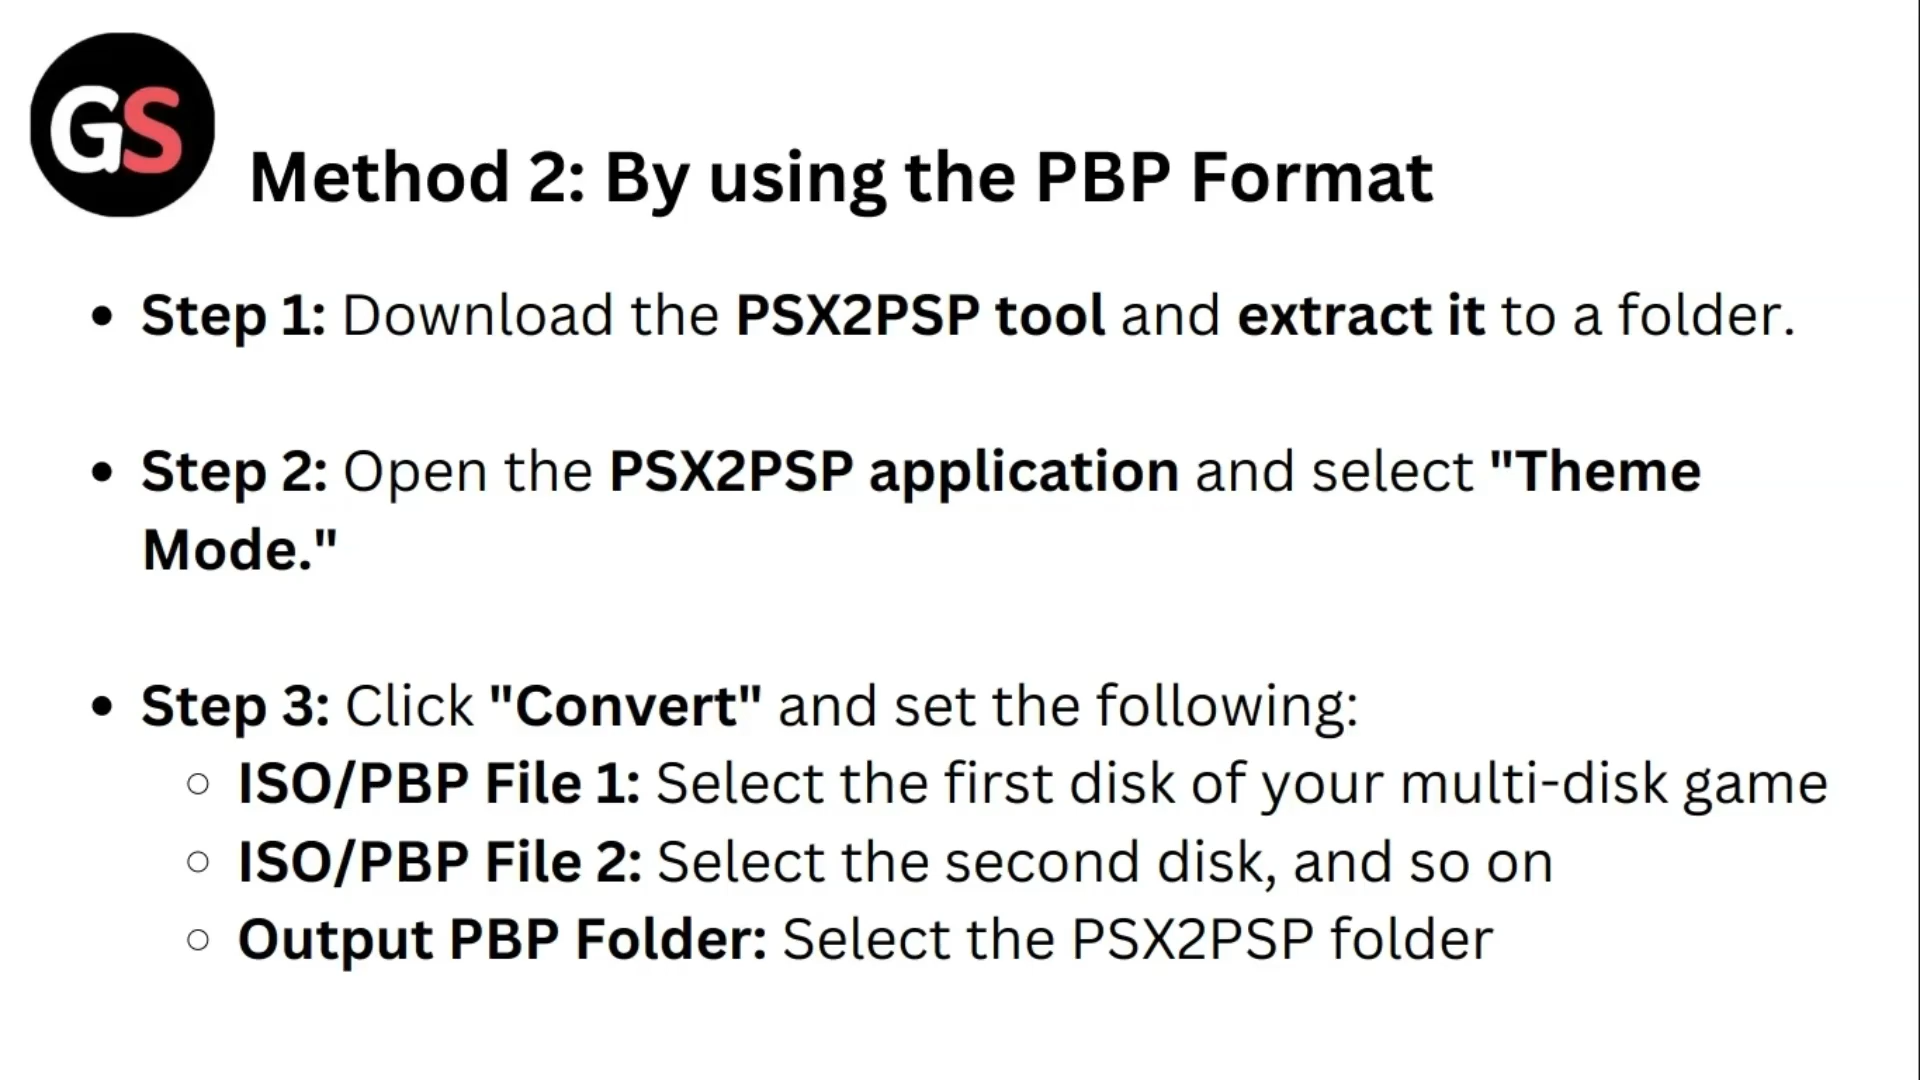 GS
Method 2: By using the PBP Format
• Step 1: Download the PSX2PSP tool and extract it to a folder.
• Step 2: Open the PSX2PSP application and select "Theme
Mode."
• Step 3: Click "Convert" and set the following:
○ ISO/PBP File 1: Select the first disk of your multi-disk game
○ ISO/PBP File 2: Select the second disk, and so on
○ Output PBP Folder: Select the PSX2PSP folder